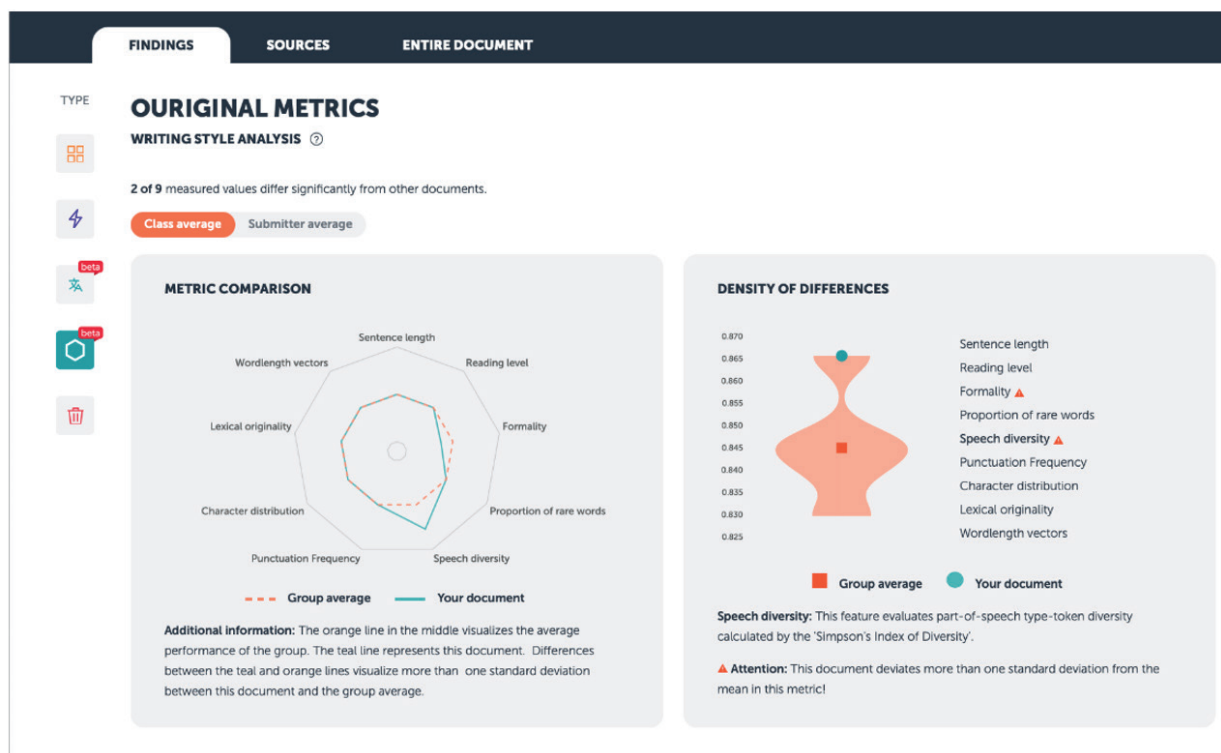 FINDINGS
SOURCES
ENTIRE DOCUMENT
TYPE
OURIGINAL METRICS
WRITING STYLE ANALYSIS ?
2 of 9 measured values differ significantly from other documents.
Class average
Submitter average
beta
beta
METRIC COMPARISON
Sentence length
Wordlength vectors
Reading level
Lexical originality
Formality
Character distribution
Proportion of rare words
Punctuation Frequency
Speech diversity
Group average
Your document
Additional information: The orange line in the middle visualizes the average
performance of the group. The teal line represents this document. Differences
between the teal and orange lines visualize more than one standard deviation
between this document and the group average.
DENSITY OF DIFFERENCES
0.870
0.865
0.860
0.855
0.850
0.845
0.840
0.835
0.830
0.825
Sentence length
Reading level
Formality
Proportion of rare words
Speech diversity
Punctuation Frequency
Character distribution
Lexical originality
Wordlength vectors
Group average
Your document
Speech diversity: This feature evaluates part-of-speech type-token diversity
calculated by the 'Simpson's Index of Diversity'.
Attention: This document deviates more than one standard deviation from the
mean in this metric!